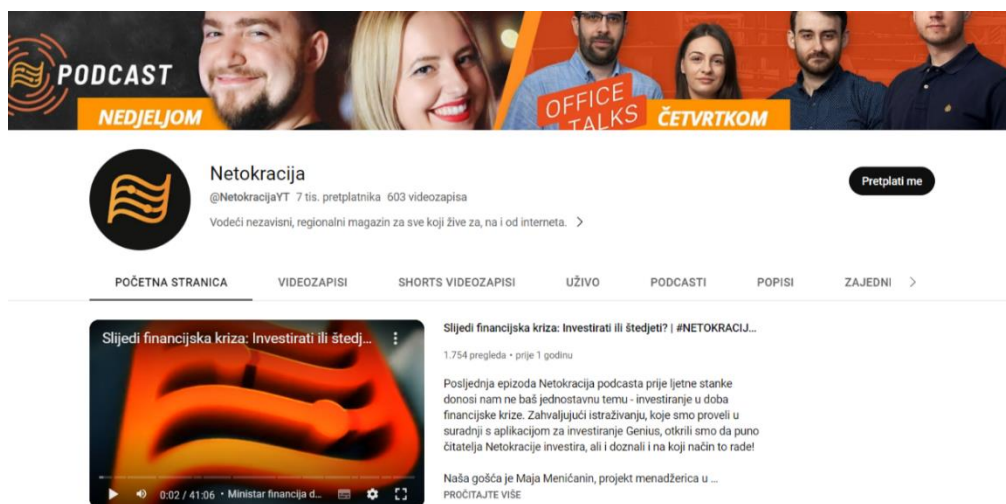 PODCAST
NEDJELJOM
OFFICE
TALKS
ČETVRTKOM
Netokracija
@NetokracijaYT 7 tis. pretplatnika 603 videozapisa
Vodeći nezavisni, regionalni magazin za sve koji žive za, na i od interneta. >
Pretplati me
POČETNA STRANICA VIDEOZAPISI SHORTS VIDEOZAPISI UŽIVO PODCASTI POPISI ZAJEDNI >
Slijedi financijska kriza: Investirati ili štedj...
0:02 / 41:06 • Ministar financija d...
Slijedi financijska kriza: Investirati ili štedjeti? | #NETOKRACIJ...
1.754 pregleda • prije 1 godinu
Posljednja epizoda Netokracija podcasta prije ljetne stanke
donosi nam ne baš jednostavnu temu - investiranje u doba
financijske krize. Zahvaljujući istraživanju, koje smo proveli u
suradnji s aplikacijom za investiranje Genius, otkrili smo da puno
čitatelja Netokracije investira, ali i doznali i na koji način to rade!
Naša gošća je Maja Menićanin, projekt menadžerica u ...
PROČITAJTE VIŠE